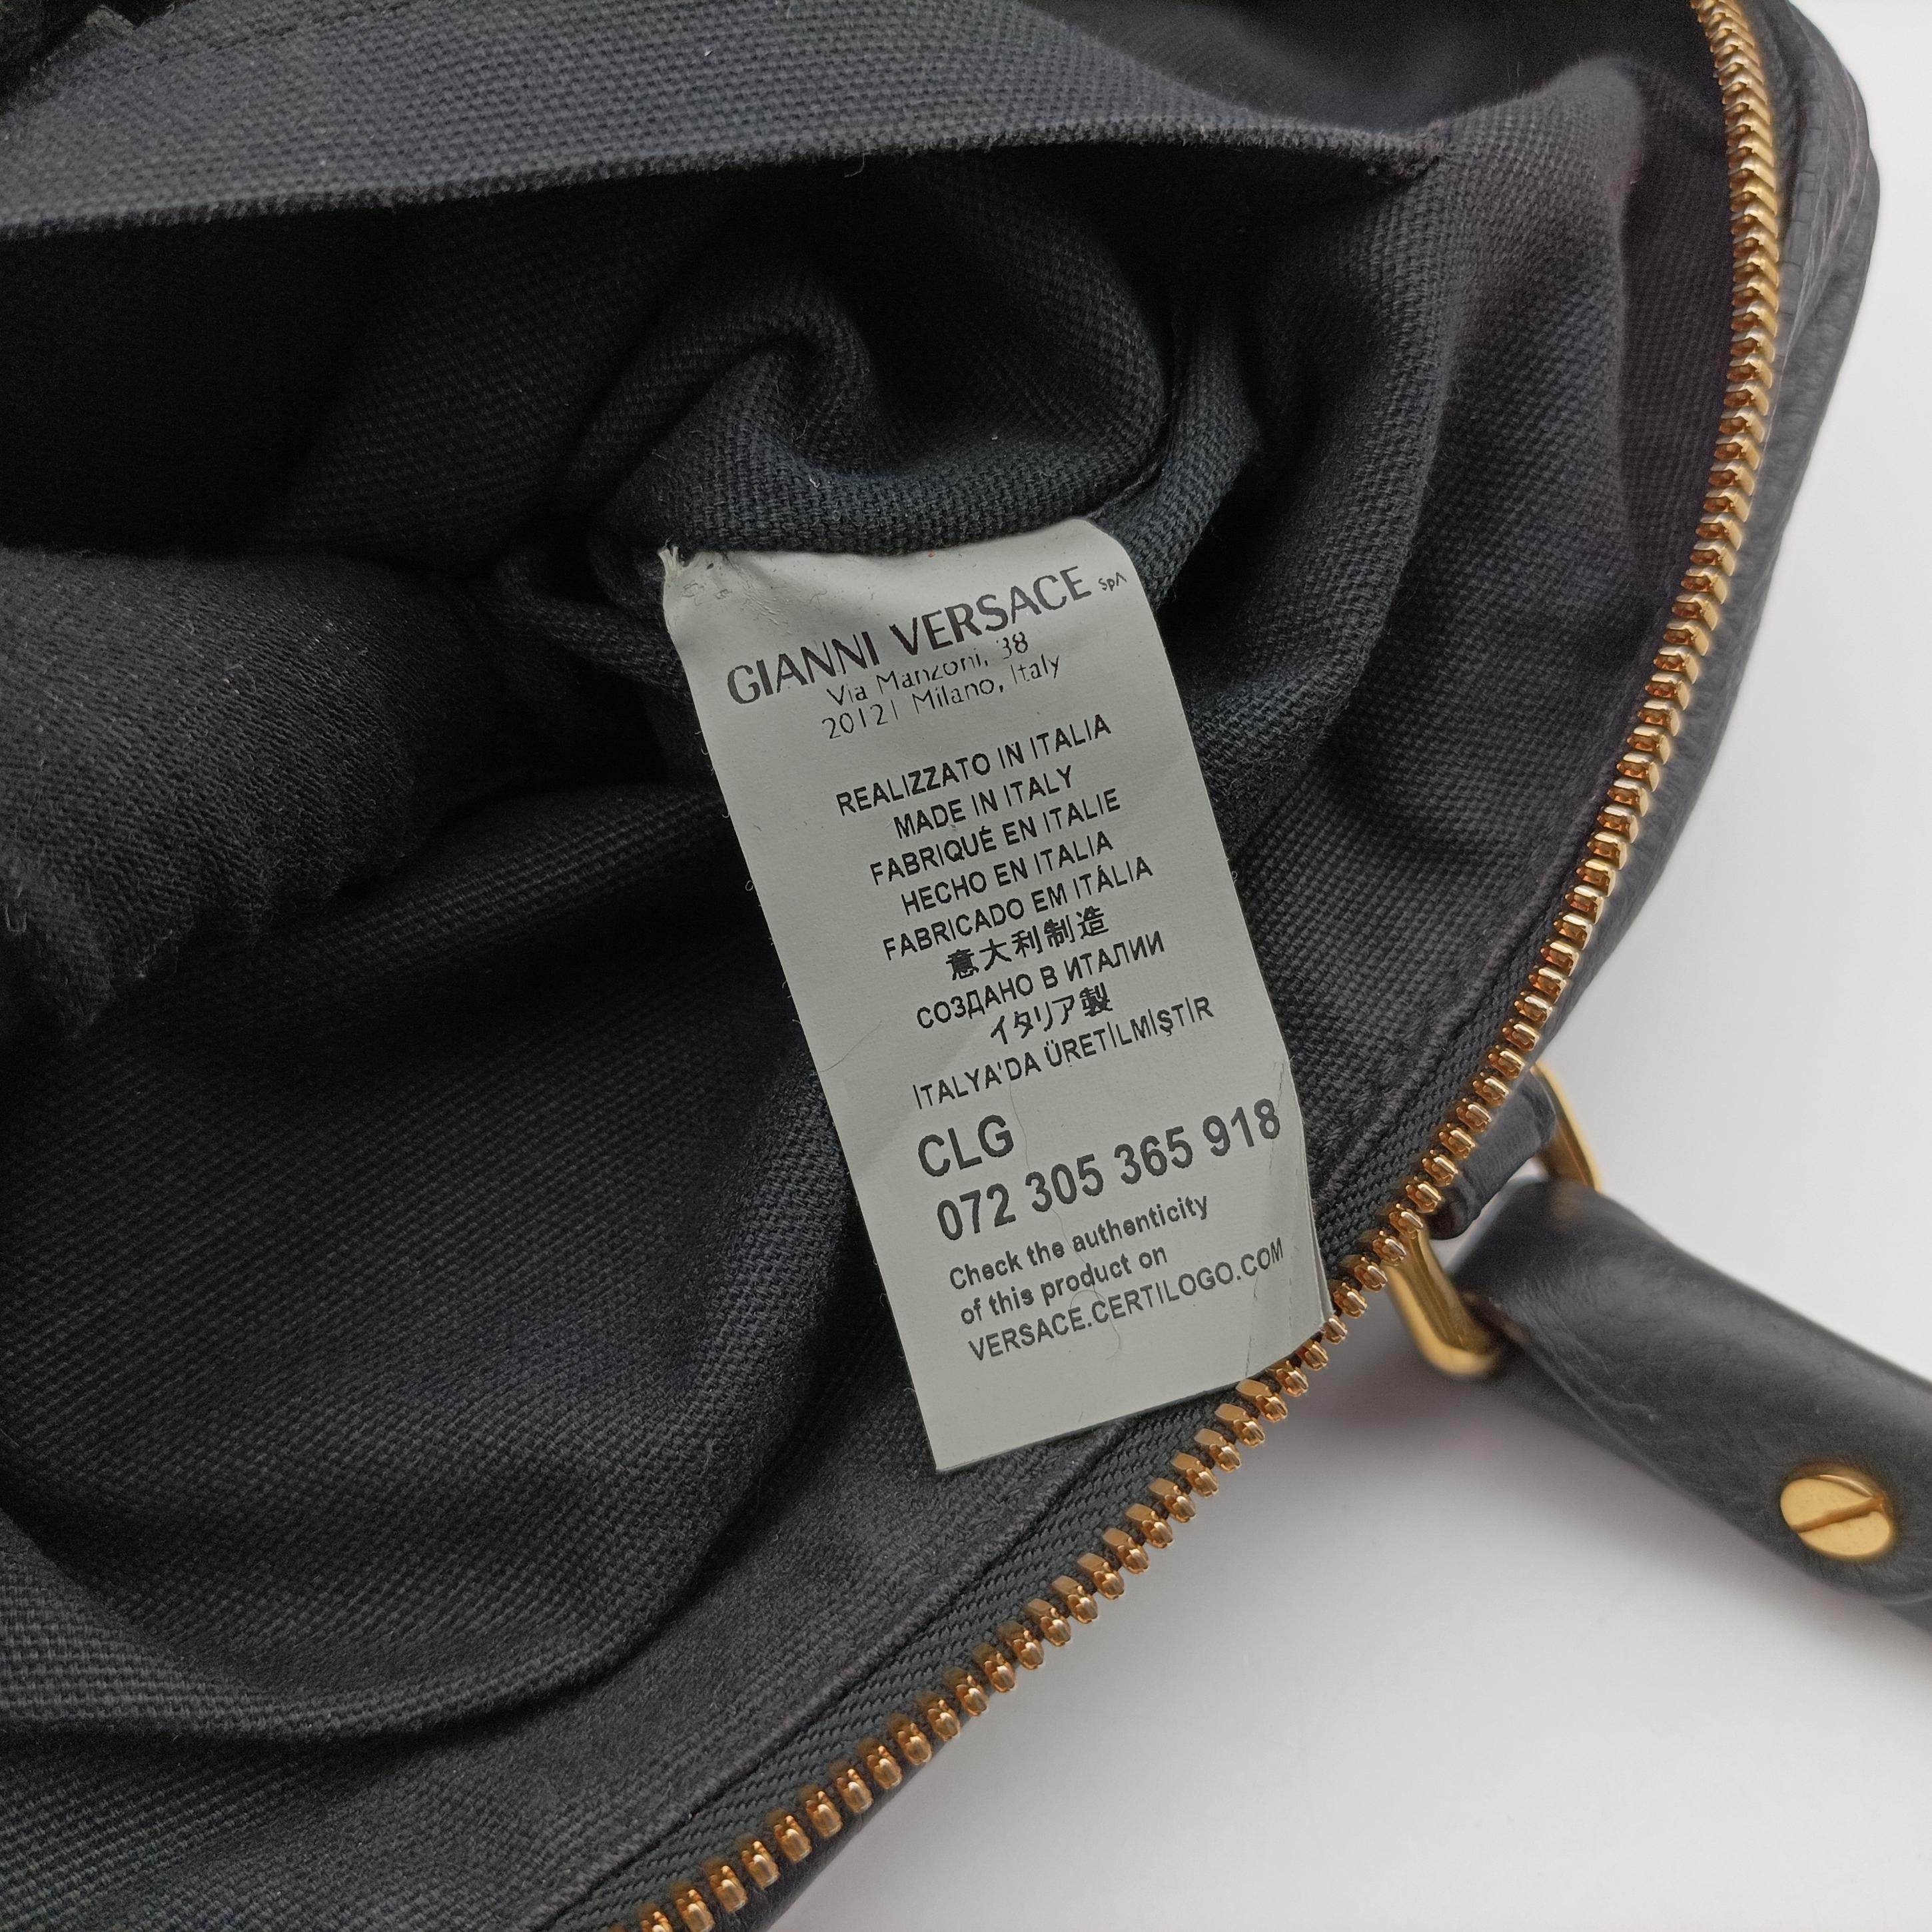 GIANNI VERSACE SpA
Via Manzoni, 38
20121 Milano, Italy
REALIZZATO IN ITALIA
MADE IN ITALY
FABRIQUÉ EN ITALIE
HECHO EN ITALIA
FABRICADO EM ITÁLIA
意大利制造
СОЗДАНО В ИТАЛИИ
イタリア製
İTALYA'DA ÜRETİLMİŞTİR
CLG
072 305 365 918
Check the authenticity
of this product on
VERSACE.CERTILOGO.COM